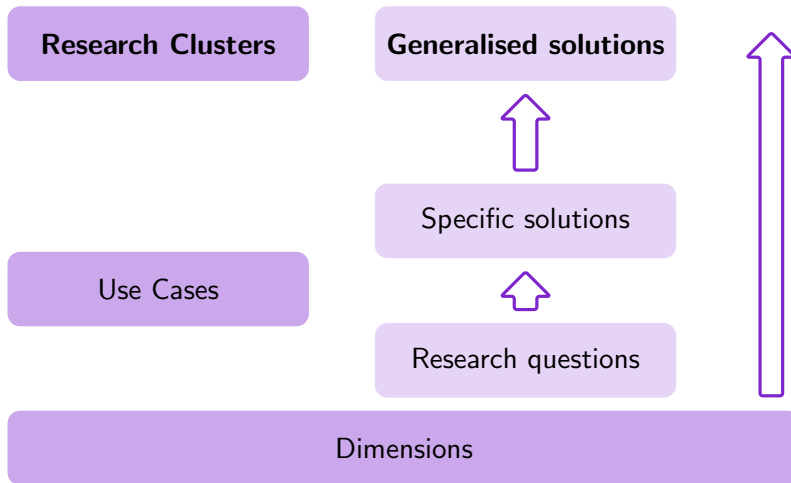 Research Clusters
Generalised solutions
Specific solutions
Use Cases
Research questions
Dimensions